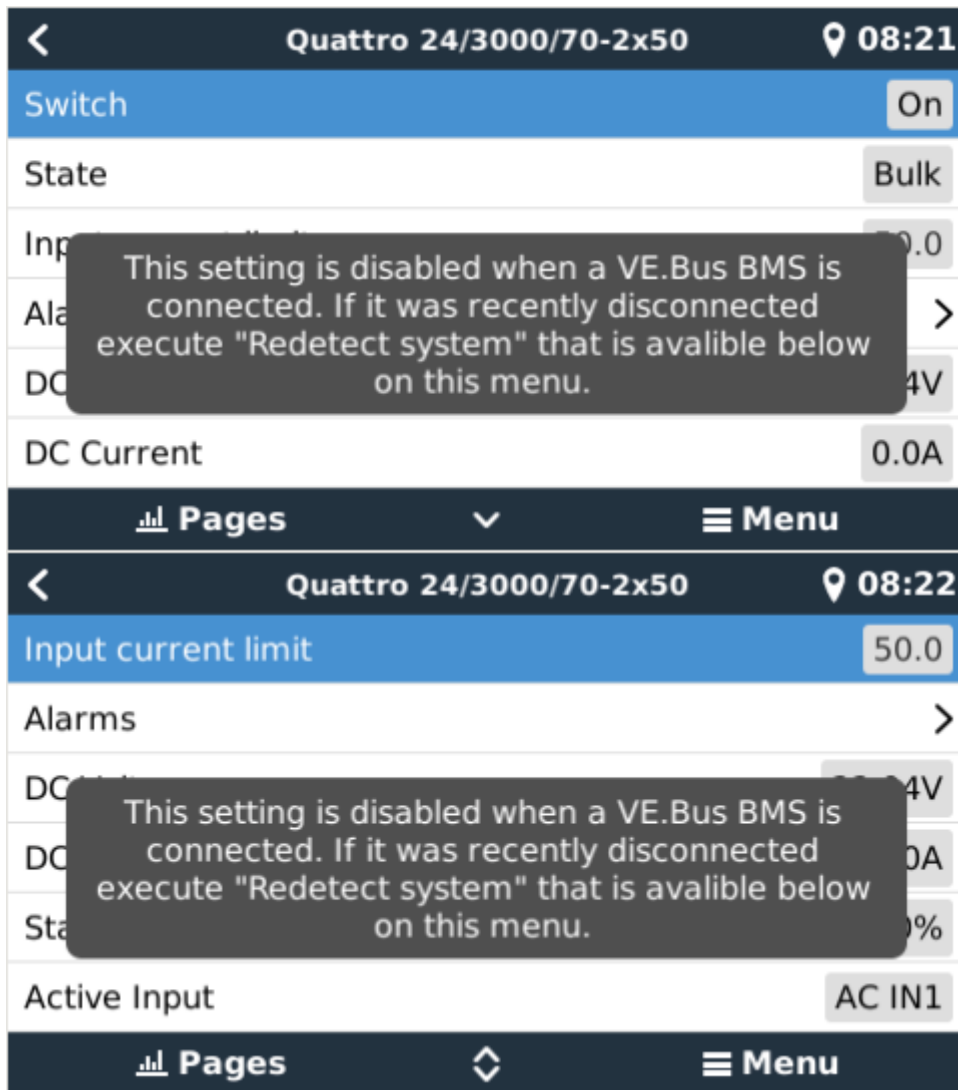 Quattro 24/3000/70-2x50 08:21
Switch On
State Bulk
This setting is disabled when a VE.Bus BMS is
connected. If it was recently disconnected
execute "Redetect system" that is avalible below
on this menu.
DC Current 0.0A
Pages Menu
Quattro 24/3000/70-2x50 08:22
Input current limit 50.0
Alarms
DC
This setting is disabled when a VE.Bus BMS is
connected. If it was recently disconnected
DC
execute "Redetect system" that is avalible below
on this menu.
Active Input AC IN1
Pages Menu